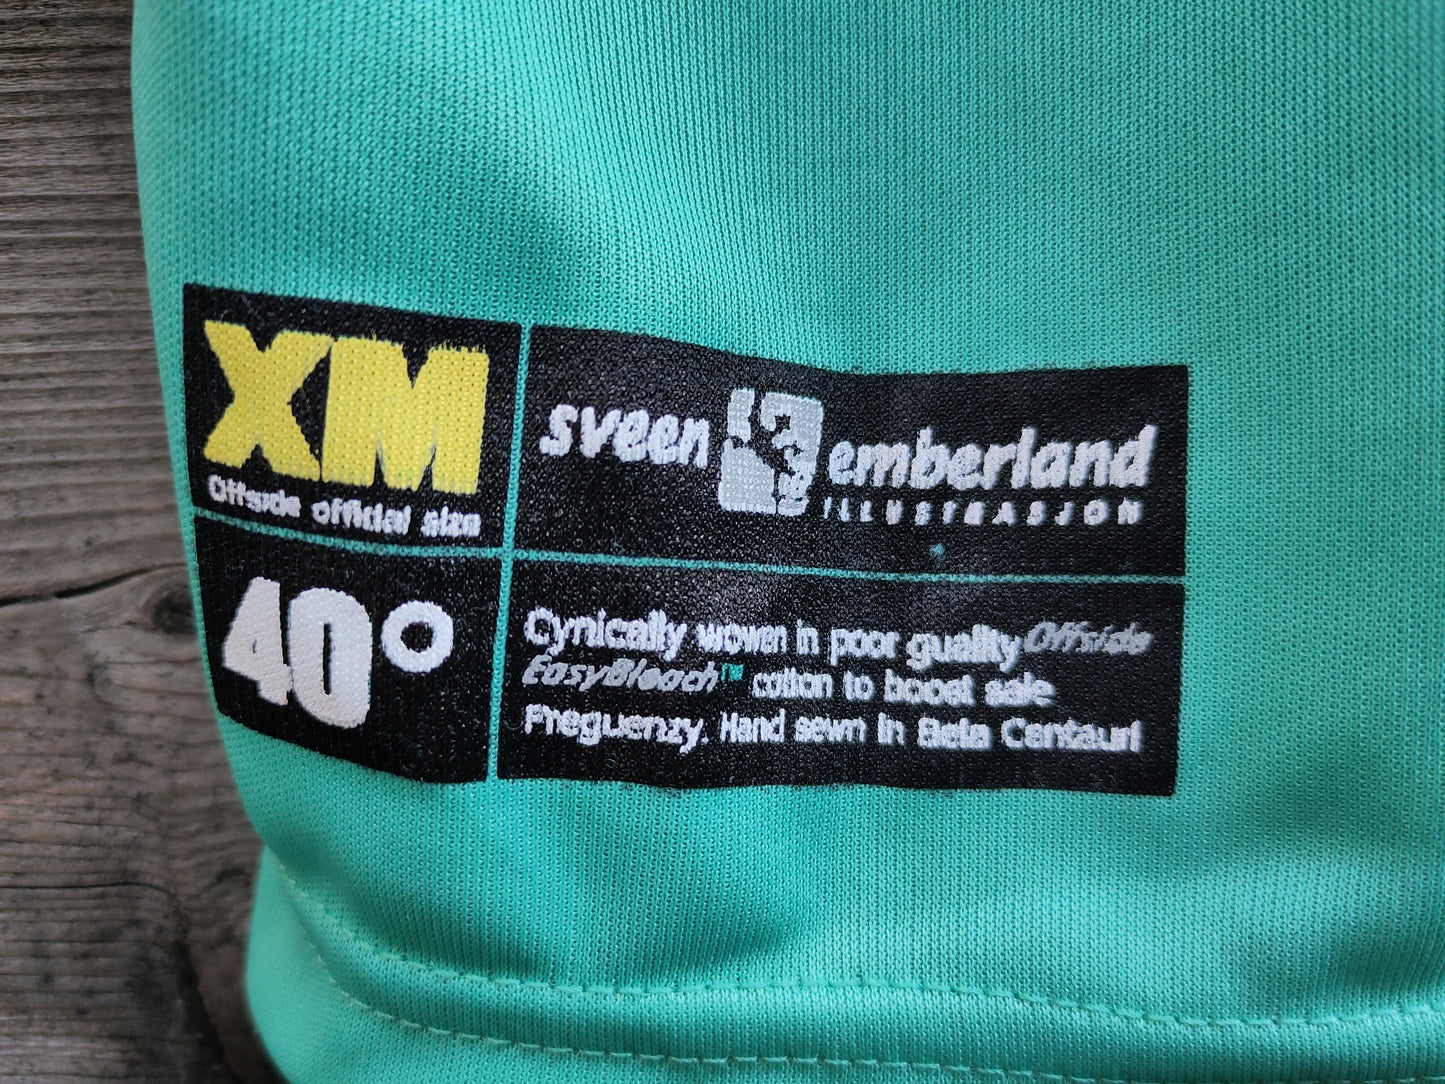 XM
Offside official size
40°
sveen emberland
ILLUSTRASJON
Cynically woven in poor quality Offside
EasyBleach™ cotton to boost sale
Frequenzy. Hand sewn in Beta Centauri